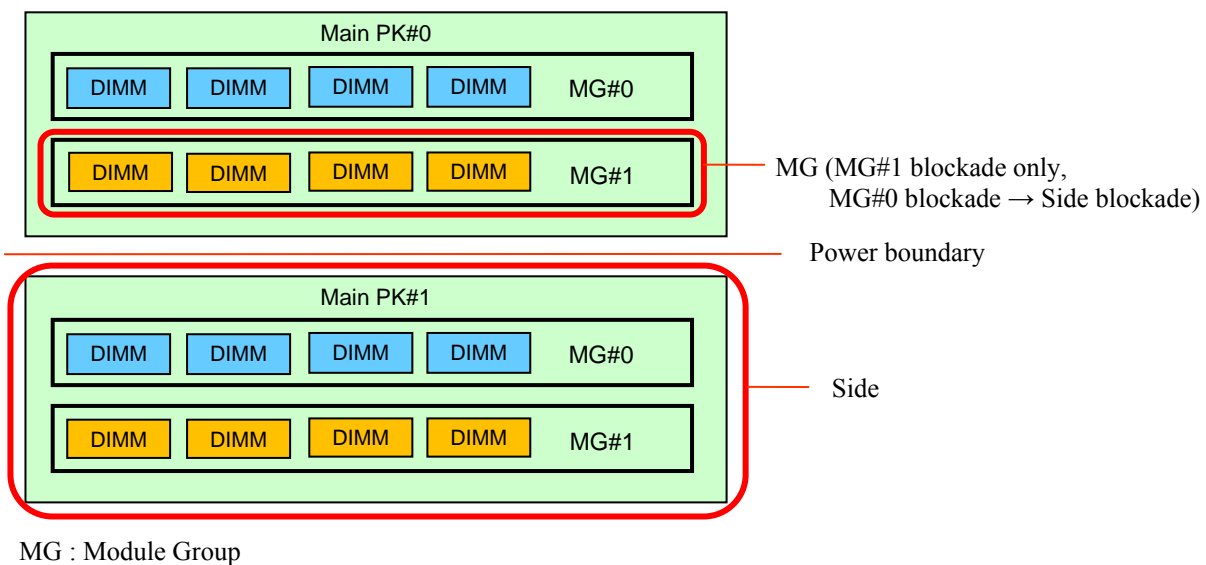 Main PK#0
DIMM DIMM DIMM DIMM MG#0
DIMM DIMM DIMM DIMM MG#1
MG (MG#1 blockade only,
MG#0 blockade → Side blockade)
Power boundary
Main PK#1
DIMM DIMM DIMM DIMM MG#0
Side
DIMM DIMM DIMM DIMM MG#1
MG : Module Group